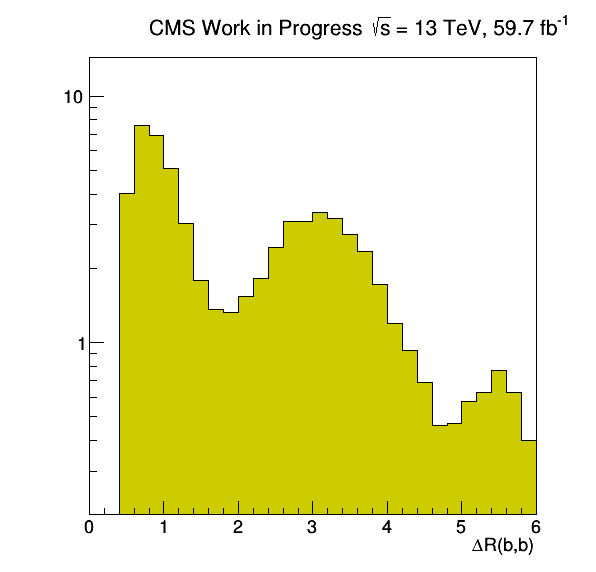 CMS Work in Progress √s = 13 TeV, 59.7 fb⁻¹
10
1
0 1 2 3 4 5 6
ΔR(b,b)